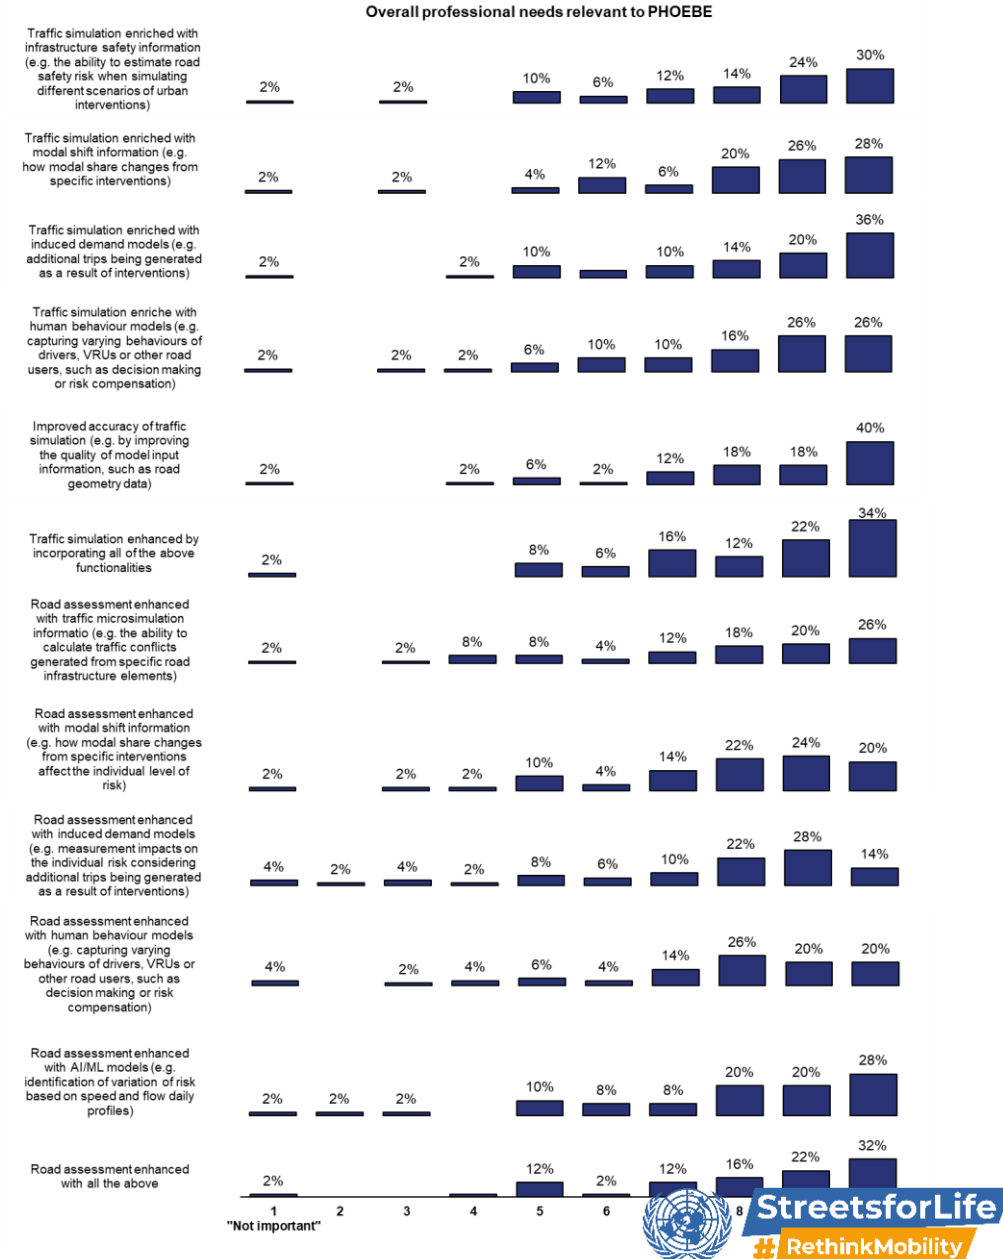 Overall professional needs relevant to PHOEBE
Traffic simulation enriched with
infrastructure safety information
(e.g. the ability to estimate road
safety risk when simulating
different scenarios of urban
interventions)
2% 2% 10% 6% 12% 14% 24% 30%
Traffic simulation enriched with
modal shift information (e.g.
how modal share changes from
specific interventions)
2% 2% 4% 12% 6% 20% 26% 28%
Traffic simulation enriched with
induced demand models (e.g.
additional trips being generated
as a result of interventions)
2% 2% 10% 10% 14% 20% 36%
Traffic simulation enriche with
human behaviour models (e.g.
capturing varying behaviours of
drivers, VRUs or other road
users, such as decision making
or risk compensation)
2% 2% 2% 6% 10% 10% 16% 26% 26%
Improved accuracy of traffic
simulation (e.g. by improving
the quality of model input
information, such as road
geometry data)
2% 2% 6% 2% 12% 18% 18% 40%
Traffic simulation enhanced by
incorporating all of the above
functionalities
2% 8% 6% 16% 12% 22% 34%
Road assessment enhanced
with traffic microsimulation
informatio (e.g. the ability to
calculate traffic conflicts
generated from specific road
infrastructure elements)
2% 2% 8% 8% 4% 12% 18% 20% 26%
Road assessment enhanced
with modal shift information
(e.g. how modal share changes
from specific interventions
affect the individual level of
risk)
2% 2% 2% 10% 4% 14% 22% 24% 20%
Road assessment enhanced
with induced demand models
(e.g. measurement impacts on
the individual risk considering
additional trips being generated
as a result of interventions)
4% 2% 4% 2% 8% 6% 10% 22% 28% 14%
Road assessment enhanced
with human behaviour models
(e.g. capturing varying
behaviours of drivers, VRUs or
other road users, such as
decision making or risk
compensation)
4% 2% 4% 6% 4% 14% 26% 20% 20%
Road assessment enhanced
with AI/ML models (e.g.
identification of variation of risk
based on speed and flow daily
profiles)
2% 2% 2% 10% 8% 8% 20% 20% 28%
Road assessment enhanced
with all the above
2% 12% 2% 12% 16% 22% 32%
1 2 3 4 5 6 8
"Not important"
StreetsforLife
# RethinkMobility